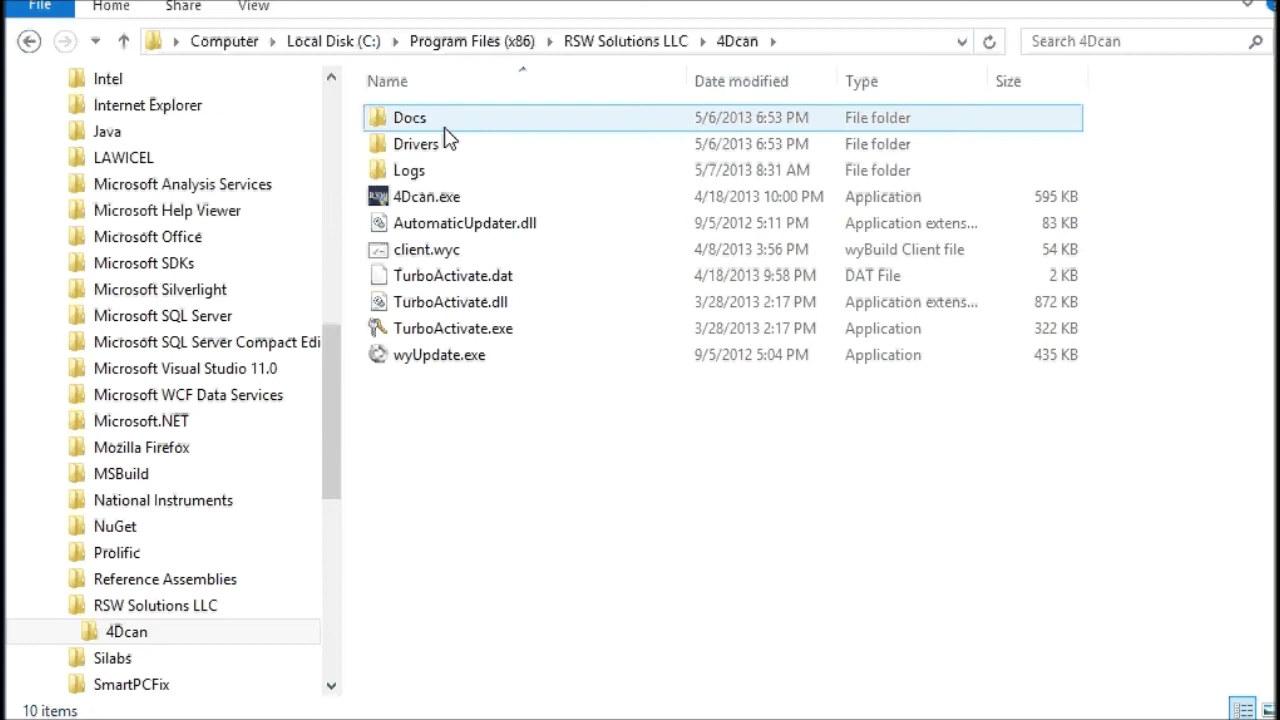 File Home Share View
Computer Local Disk (C:) Program Files (x86) RSW Solutions LLC 4Dcan Search 4Dcan
Intel
Internet Explorer
Java
LAWICEL
Microsoft Analysis Services
Microsoft Help Viewer
Microsoft Office
Microsoft SDKs
Microsoft Silverlight
Microsoft SQL Server
Microsoft SQL Server Compact Edi
Microsoft Visual Studio 11.0
Microsoft WCF Data Services
Microsoft.NET
Mozilla Firefox
MSBuild
National Instruments
NuGet
Prolific
Reference Assemblies
RSW Solutions LLC
4Dcan
Silabs
SmartPCFix
Name Date modified Type Size
Docs 5/6/2013 6:53 PM File folder
Drivers 5/6/2013 6:53 PM File folder
Logs 5/7/2013 8:31 AM File folder
4Dcan.exe 4/18/2013 10:00 PM Application 595 KB
AutomaticUpdater.dll 9/5/2012 5:11 PM Application extens... 83 KB
client.wyc 4/8/2013 3:56 PM wyBuild Client file 54 KB
TurboActivate.dat 4/18/2013 9:58 PM DAT File 2 KB
TurboActivate.dll 3/28/2013 2:17 PM Application extens... 872 KB
TurboActivate.exe 3/28/2013 2:17 PM Application 322 KB
wyUpdate.exe 9/5/2012 5:04 PM Application 435 KB
10 items